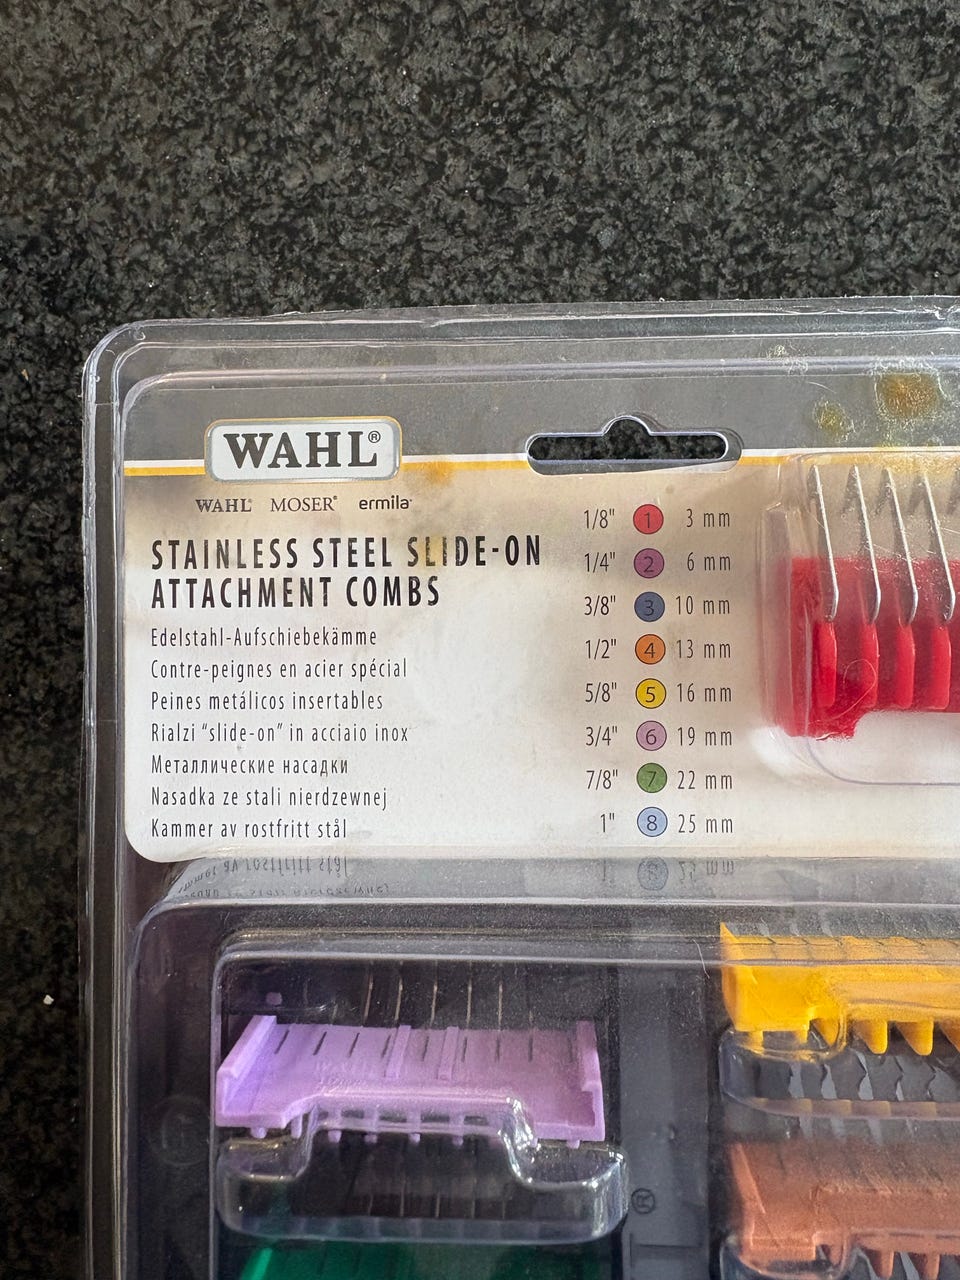 WAHL®
WAHL® MOSER® ermila®
STAINLESS STEEL SLIDE-ON
ATTACHMENT COMBS
Edelstahl-Aufschiebekämme
Contre-peignes en acier spécial
Peines metálicos insertables
Rialzi "slide-on" in acciaio inox
Металлические насадки
Nasadka ze stali nierdzewnej
Kammer av rostfritt stål
1/8" 1 3 mm
1/4" 2 6 mm
3/8" 3 10 mm
1/2" 4 13 mm
5/8" 5 16 mm
3/4" 6 19 mm
7/8" 7 22 mm
1" 8 25 mm